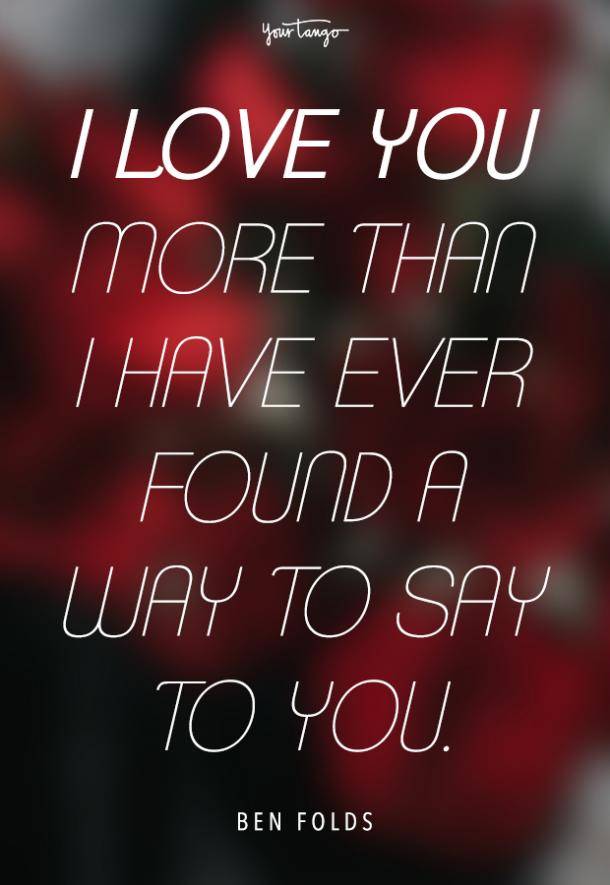 yourtango
I LOVE YOU
MORE THAN
I HAVE EVER
FOUND A
WAY TO SAY
TO YOU.
BEN FOLDS